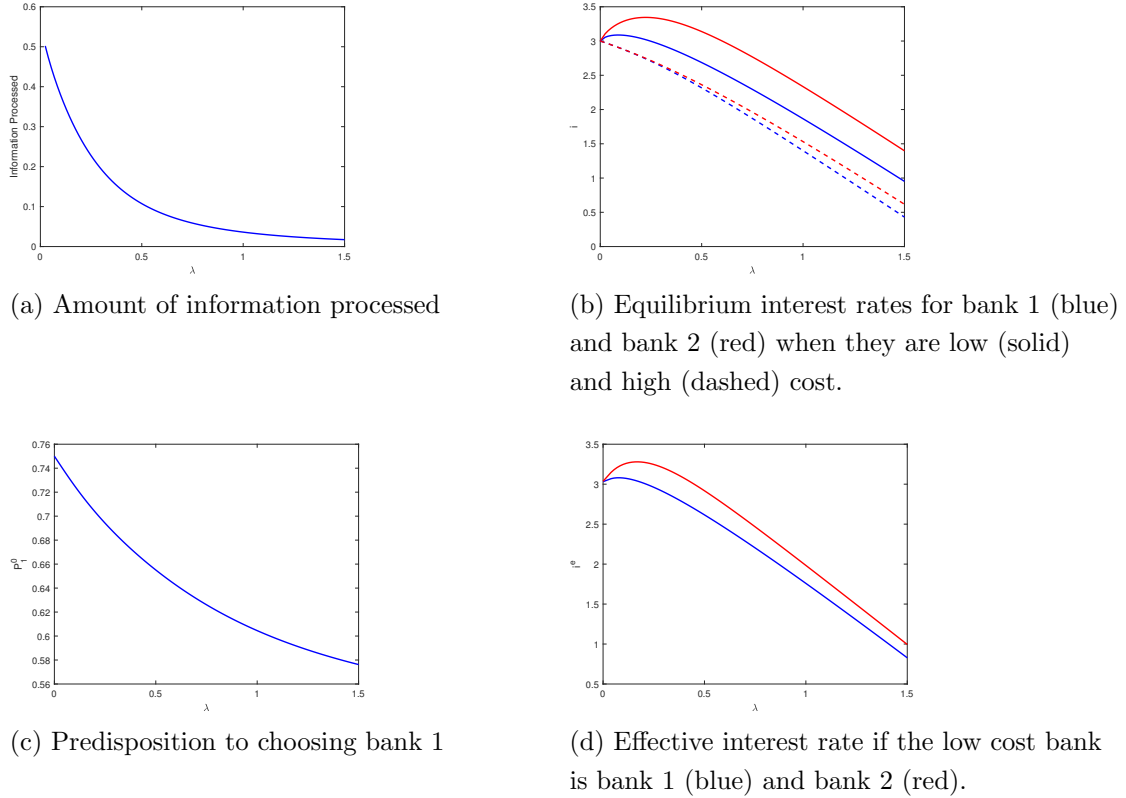 0.6
0.5
0.4
0.3
0.2
0.1
0
Information Processed
0 0.5 1 1.5
λ
(a) Amount of information processed
3.5
3
2.5
2
1.5
1
0.5
0
i
0 0.5 1 1.5
λ
(b) Equilibrium interest rates for bank 1 (blue)
and bank 2 (red) when they are low (solid)
and high (dashed) cost.
0.76
0.74
0.72
0.7
0.68
0.66
0.64
0.62
0.6
0.58
0.56
P₁⁰
0 0.5 1 1.5
λ
(c) Predisposition to choosing bank 1
3.5
3
2.5
2
1.5
1
0.5
iᵉ
0 0.5 1 1.5
λ
(d) Effective interest rate if the low cost bank
is bank 1 (blue) and bank 2 (red).